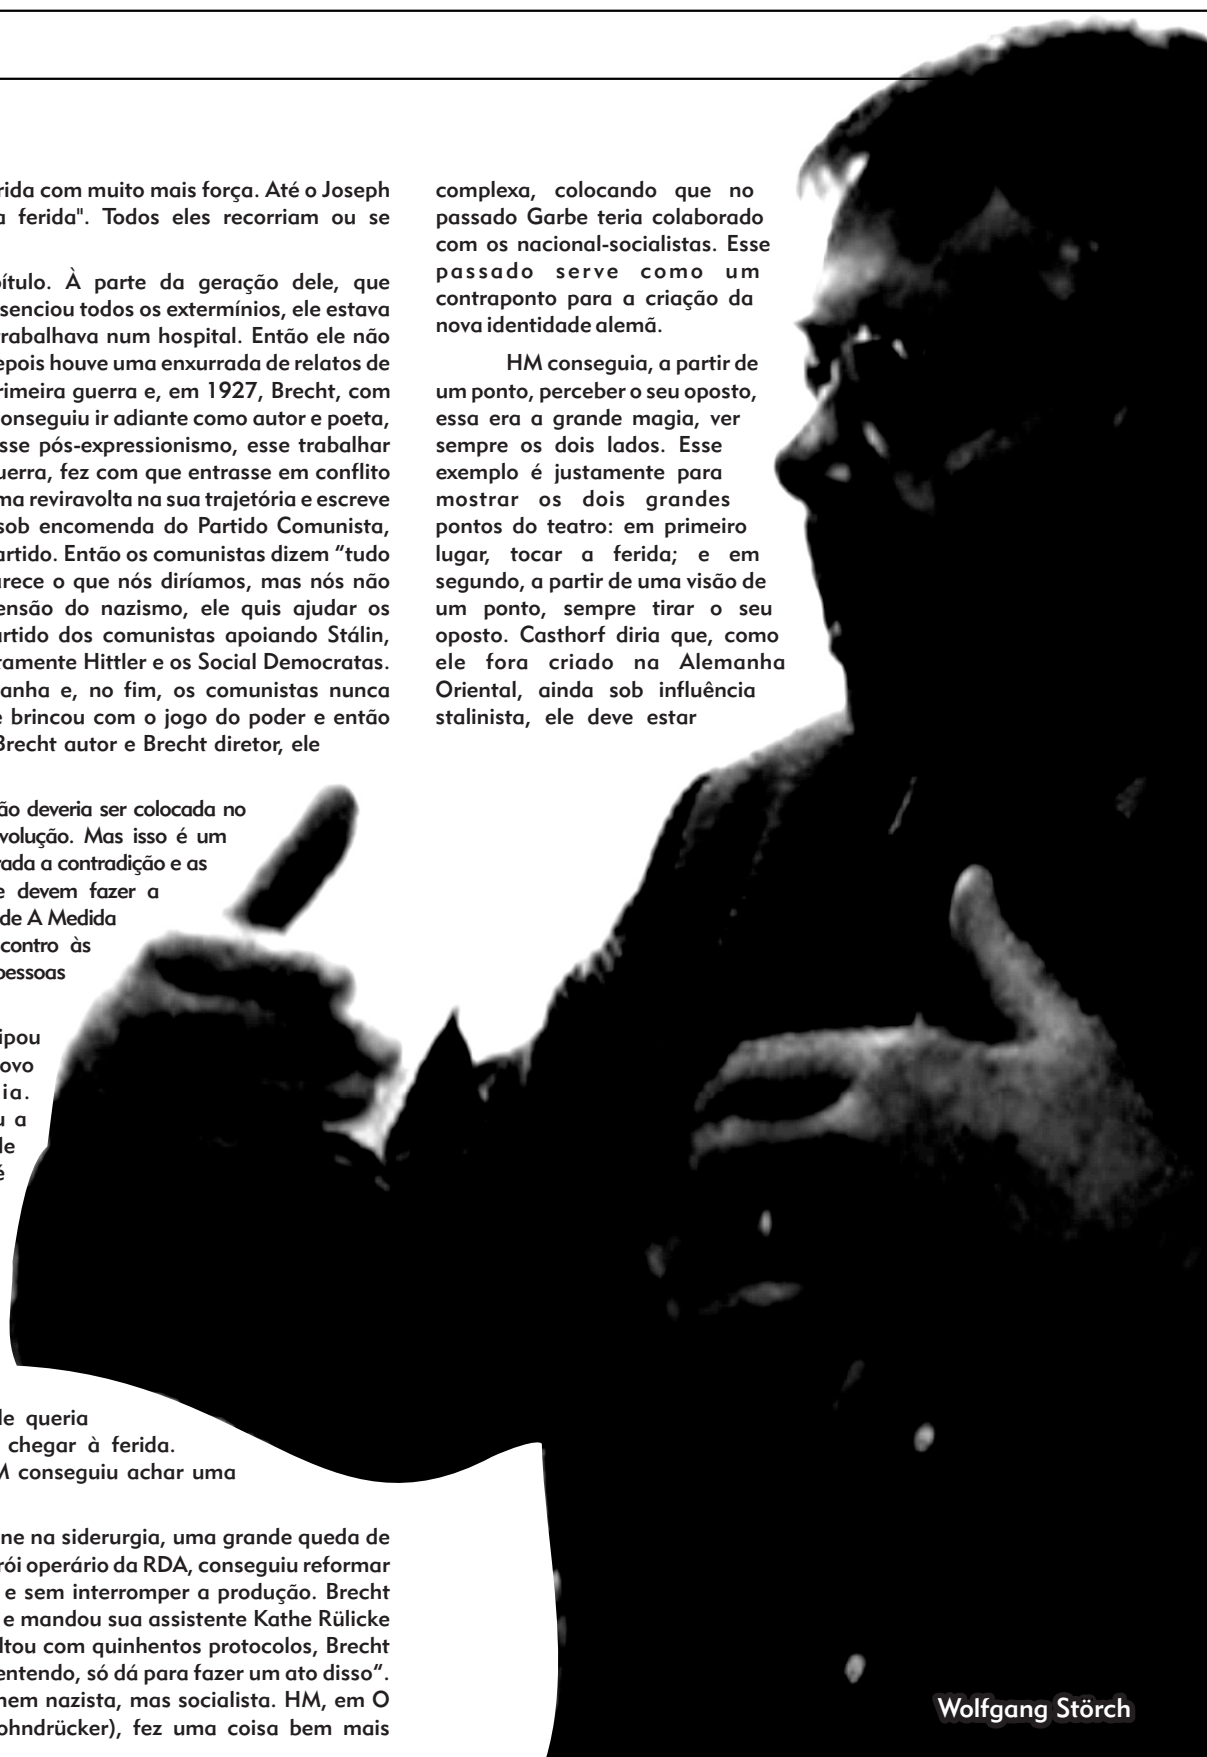 rida com muito mais força. Até o Joseph
a ferida". Todos eles recorriam ou se
pítulo. À parte da geração dele, que
senciou todos os extermínios, ele estava
trabalhava num hospital. Então ele não
epois houve uma enxurrada de relatos de
rimeira guerra e, em 1927, Brecht, com
onseguiu ir adiante como autor e poeta,
sse pós-expressionismo, esse trabalhar
uerra, fez com que entrasse em conflito
ma reviravolta na sua trajetória e escreve
sob encomenda do Partido Comunista,
artido. Então os comunistas dizem “tudo
arece o que nós diríamos, mas nós não
ensão do nazismo, ele quis ajudar os
artido dos comunistas apoiando Stálin,
tamente Hittler e os Social Democratas.
anha e, no fim, os comunistas nunca
e brincou com o jogo do poder e então
Brecht autor e Brecht diretor, ele
ão deveria ser colocada no
volução. Mas isso é um
rada a contradição e as
e devem fazer a
de A Medida
contro às
pessoas
ipou
ovo
ia.
u a
le
é
le queria
chegar à ferida.
M conseguiu achar uma
ne na siderurgia, uma grande queda de
rói operário da RDA, conseguiu reformar
e sem interromper a produção. Brecht
e mandou sua assistente Kathe Rülicke
ltou com quinhentos protocolos, Brecht
entendo, só dá para fazer um ato disso“.
nem nazista, mas socialista. HM, em O
ohndrücker), fez uma coisa bem mais
complexa, colocando que no
passado Garbe teria colaborado
com os nacional-socialistas. Esse
passado serve como um
contraponto para a criação da
nova identidade alemã.
HM conseguia, a partir de
um ponto, perceber o seu oposto,
essa era a grande magia, ver
sempre os dois lados. Esse
exemplo é justamente para
mostrar os dois grandes
pontos do teatro: em primeiro
lugar, tocar a ferida; e em
segundo, a partir de uma visão de
um ponto, sempre tirar o seu
oposto. Casthorf diria que, como
ele fora criado na Alemanha
Oriental, ainda sob influência
stalinista, ele deve estar
Wolfgang Störch